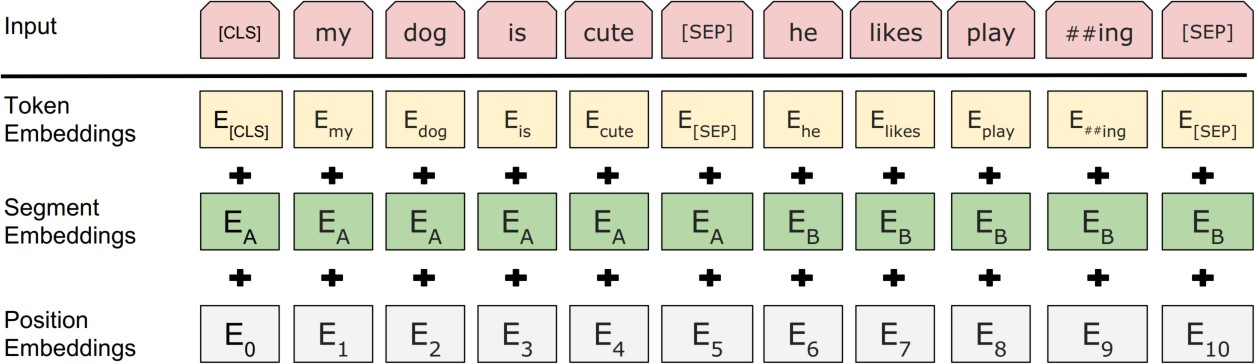 Input [CLS] my dog is cute [SEP] he likes play ##ing [SEP]
Token
Embeddings
E[CLS] Emy Edog Eis Ecute E[SEP] Ehe Elikes Eplay E##ing E[SEP]
+ + + + + + + + + + +
Segment
Embeddings
EA EA EA EA EA EA EB EB EB EB EB
+ + + + + + + + + + +
Position
Embeddings
E0 E1 E2 E3 E4 E5 E6 E7 E8 E9 E10